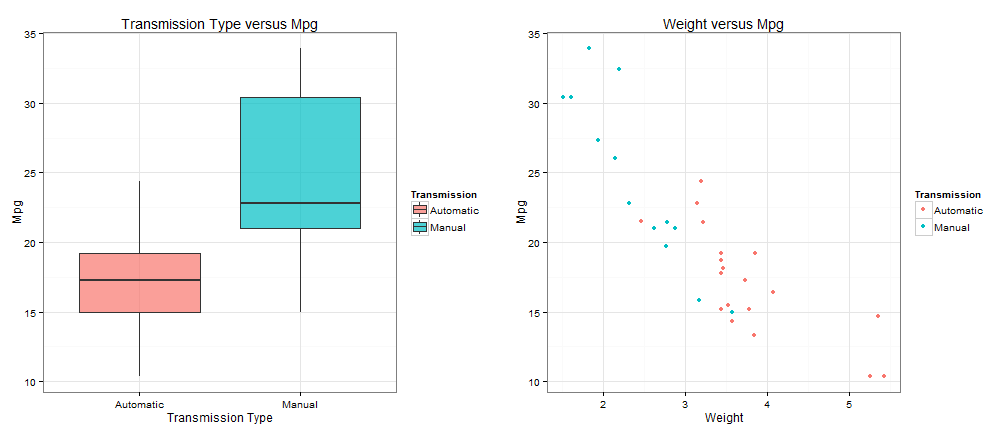 Transmission Type versus Mpg
35
30
25
20
15
10
Mpg
Automatic
Manual
Transmission Type
Transmission
Automatic
Manual
Weight versus Mpg
35
30
25
20
15
10
Mpg
2
3
4
5
Weight
Transmission
Automatic
Manual